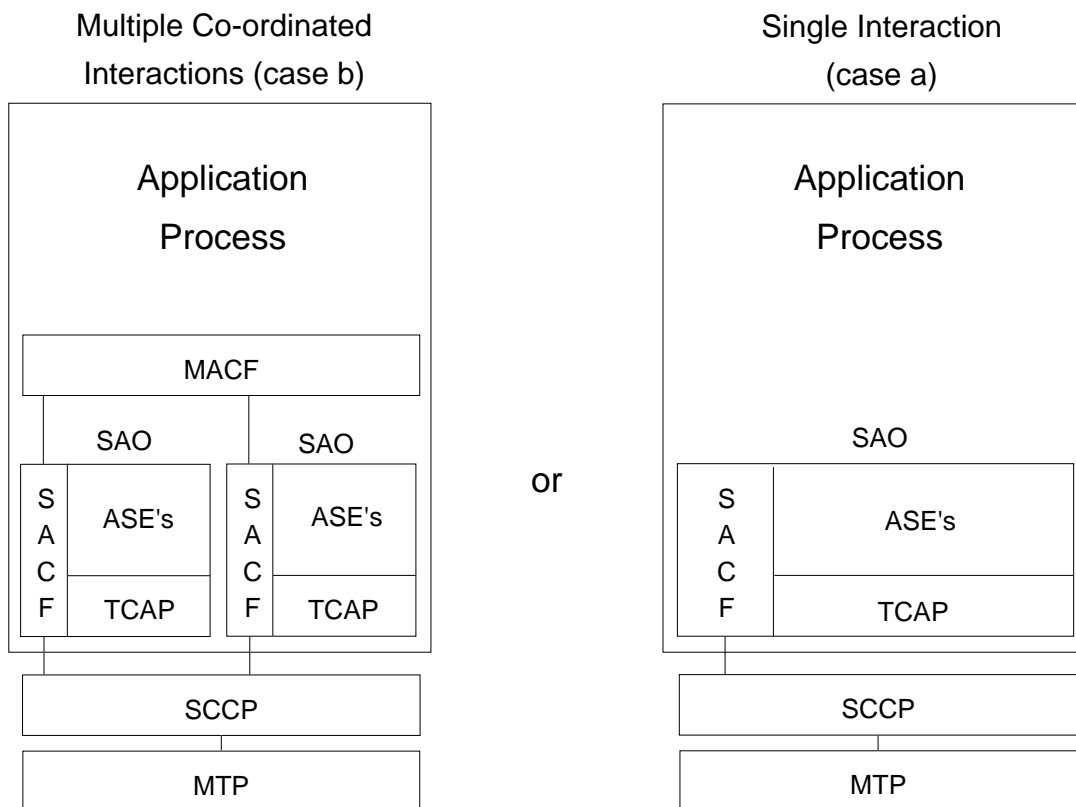 Multiple Co-ordinated
Interactions (case b)
Application
Process
MACF
SAO
SAO
S
A
C
F
ASE's
TCAP
S
A
C
F
ASE's
TCAP
SCCP
MTP
or
Single Interaction
(case a)
Application
Process
SAO
S
A
C
F
ASE's
TCAP
SCCP
MTP